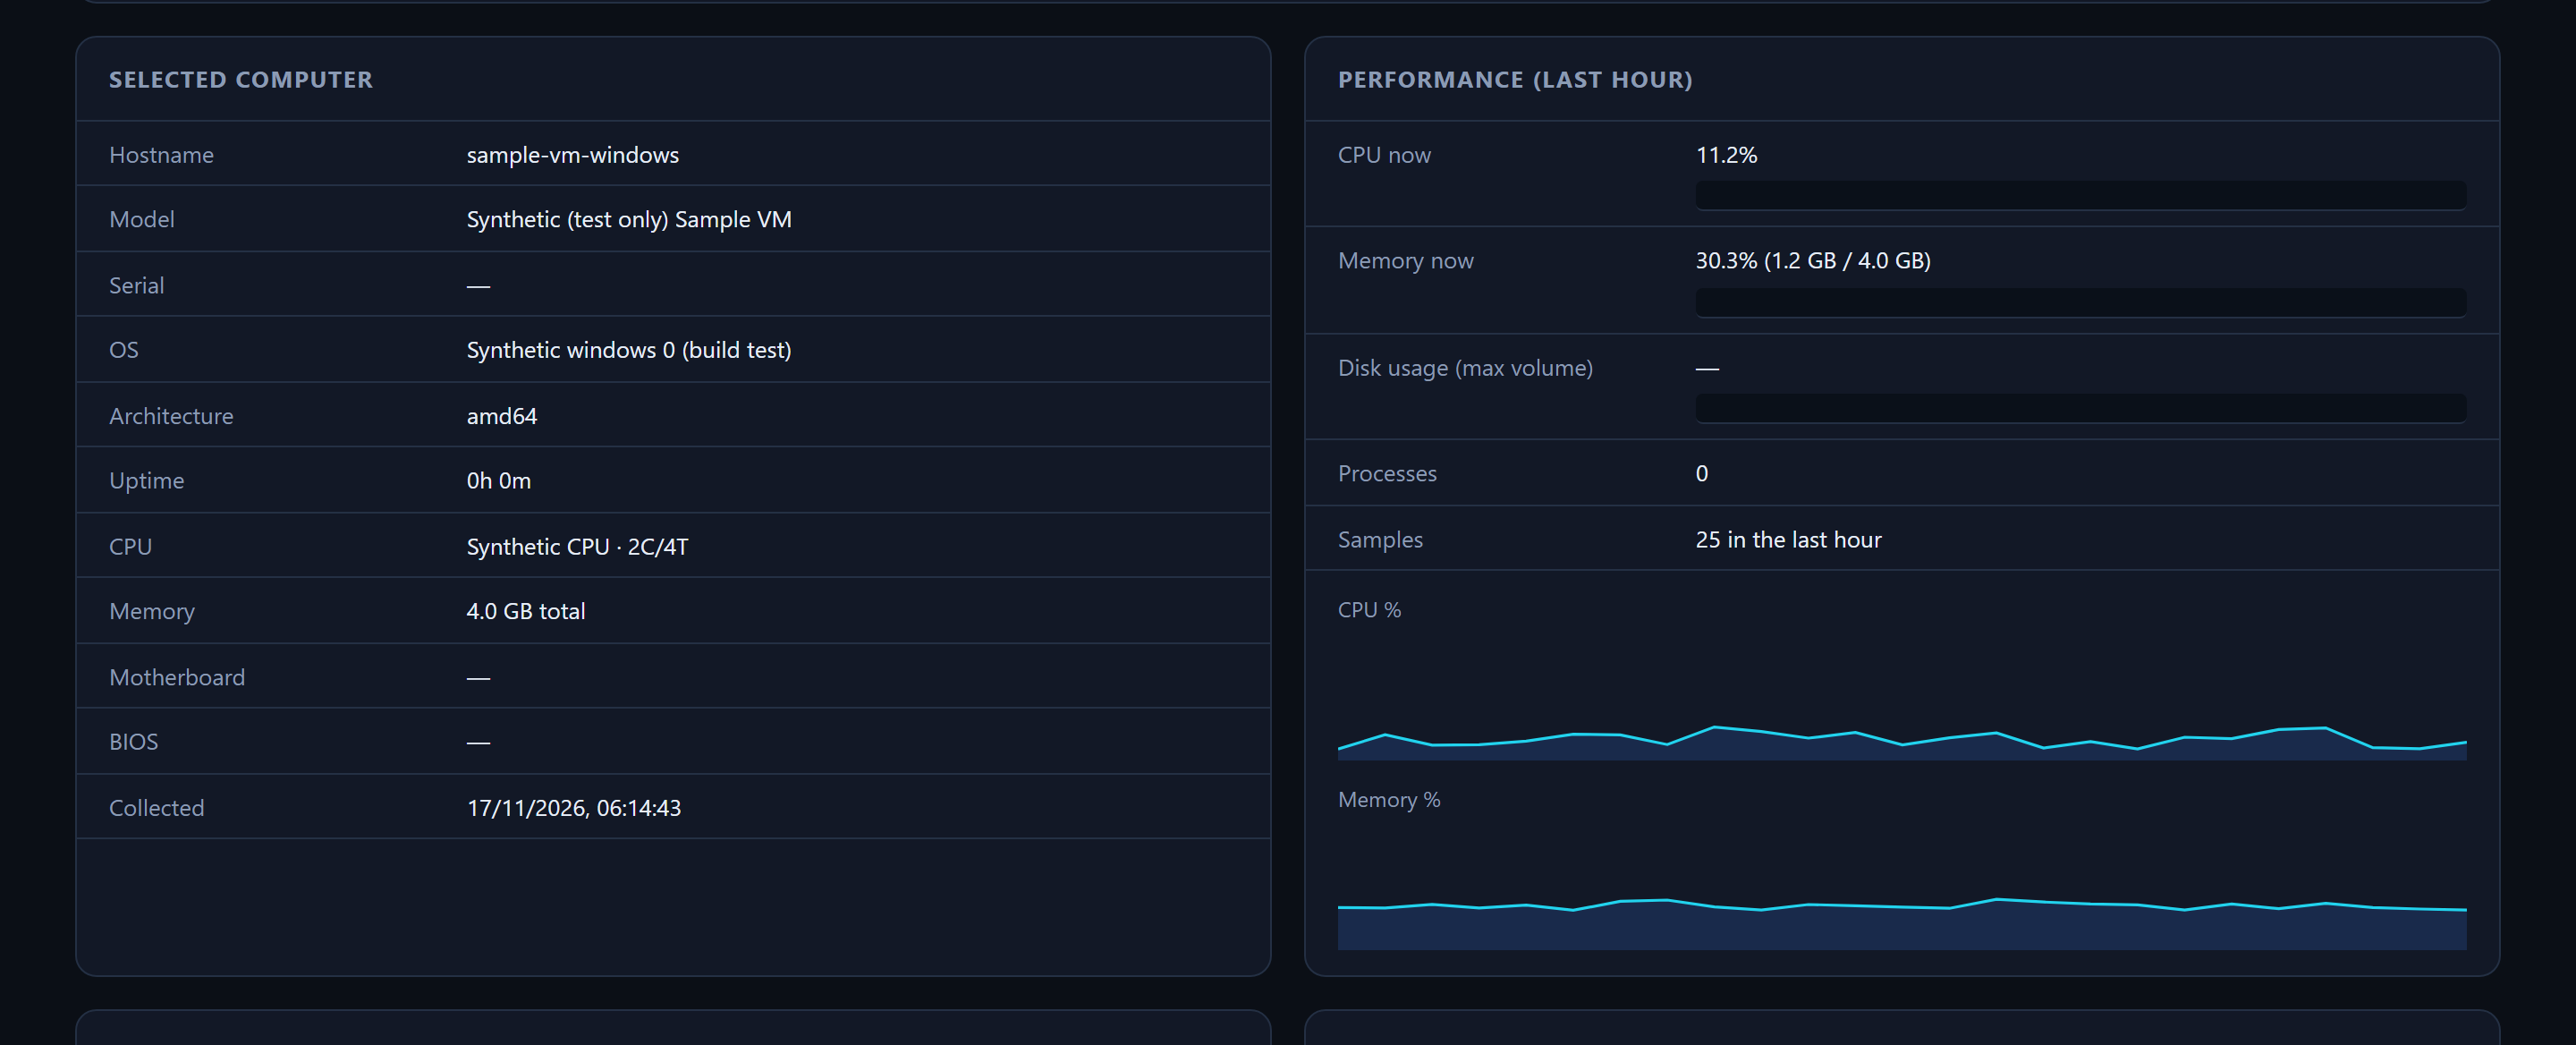 SELECTED COMPUTER
Hostname sample-vm-windows
Model Synthetic (test only) Sample VM
Serial —
OS Synthetic windows 0 (build test)
Architecture amd64
Uptime 0h 0m
CPU Synthetic CPU · 2C/4T
Memory 4.0 GB total
Motherboard —
BIOS —
Collected 17/11/2026, 06:14:43
PERFORMANCE (LAST HOUR)
CPU now 11.2%
Memory now 30.3% (1.2 GB / 4.0 GB)
Disk usage (max volume) —
Processes 0
Samples 25 in the last hour
CPU %
Memory %